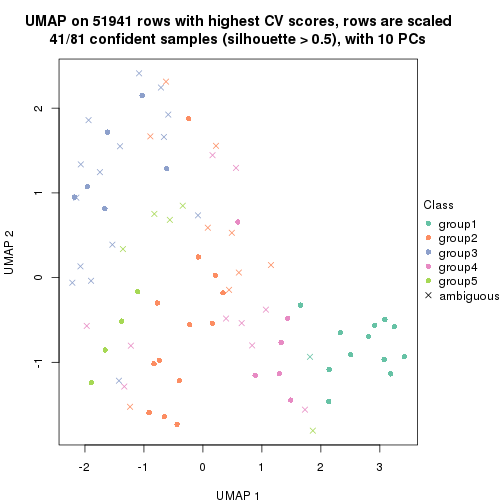 UMAP on 51941 rows with highest CV scores, rows are scaled
41/81 confident samples (silhouette > 0.5), with 10 PCs
2
1
0
-1
UMAP 2
-2
-1
0
1
2
3
UMAP 1
Class
group1
group2
group3
group4
group5
ambiguous